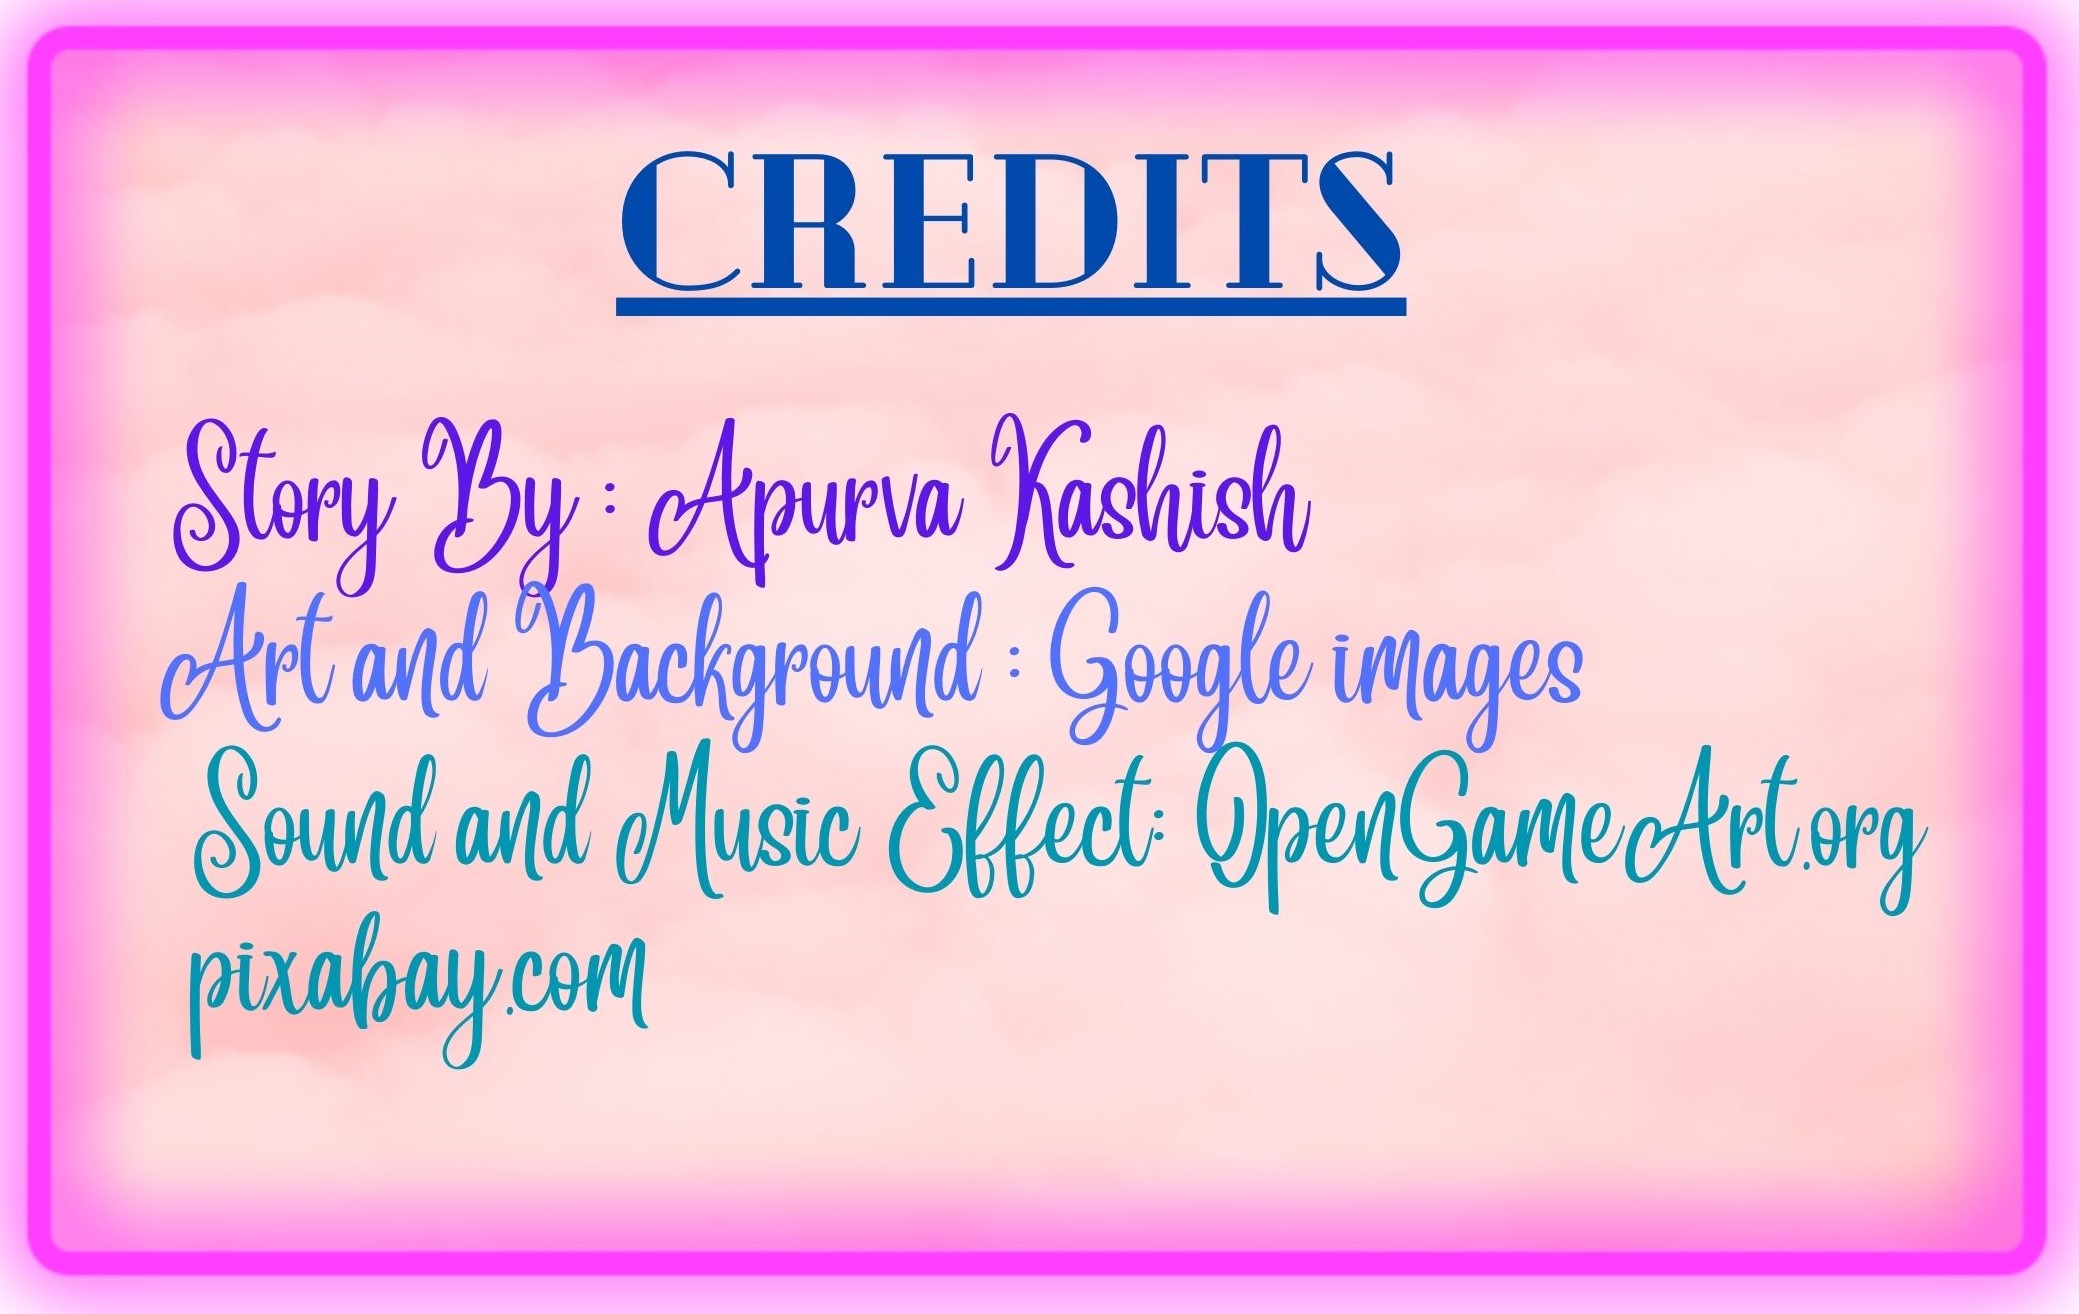 CREDITS
Story By : Apurva Kashish
Art and Background : Google images
Sound and Music Effect: OpenGameArt.org
pixabay.com